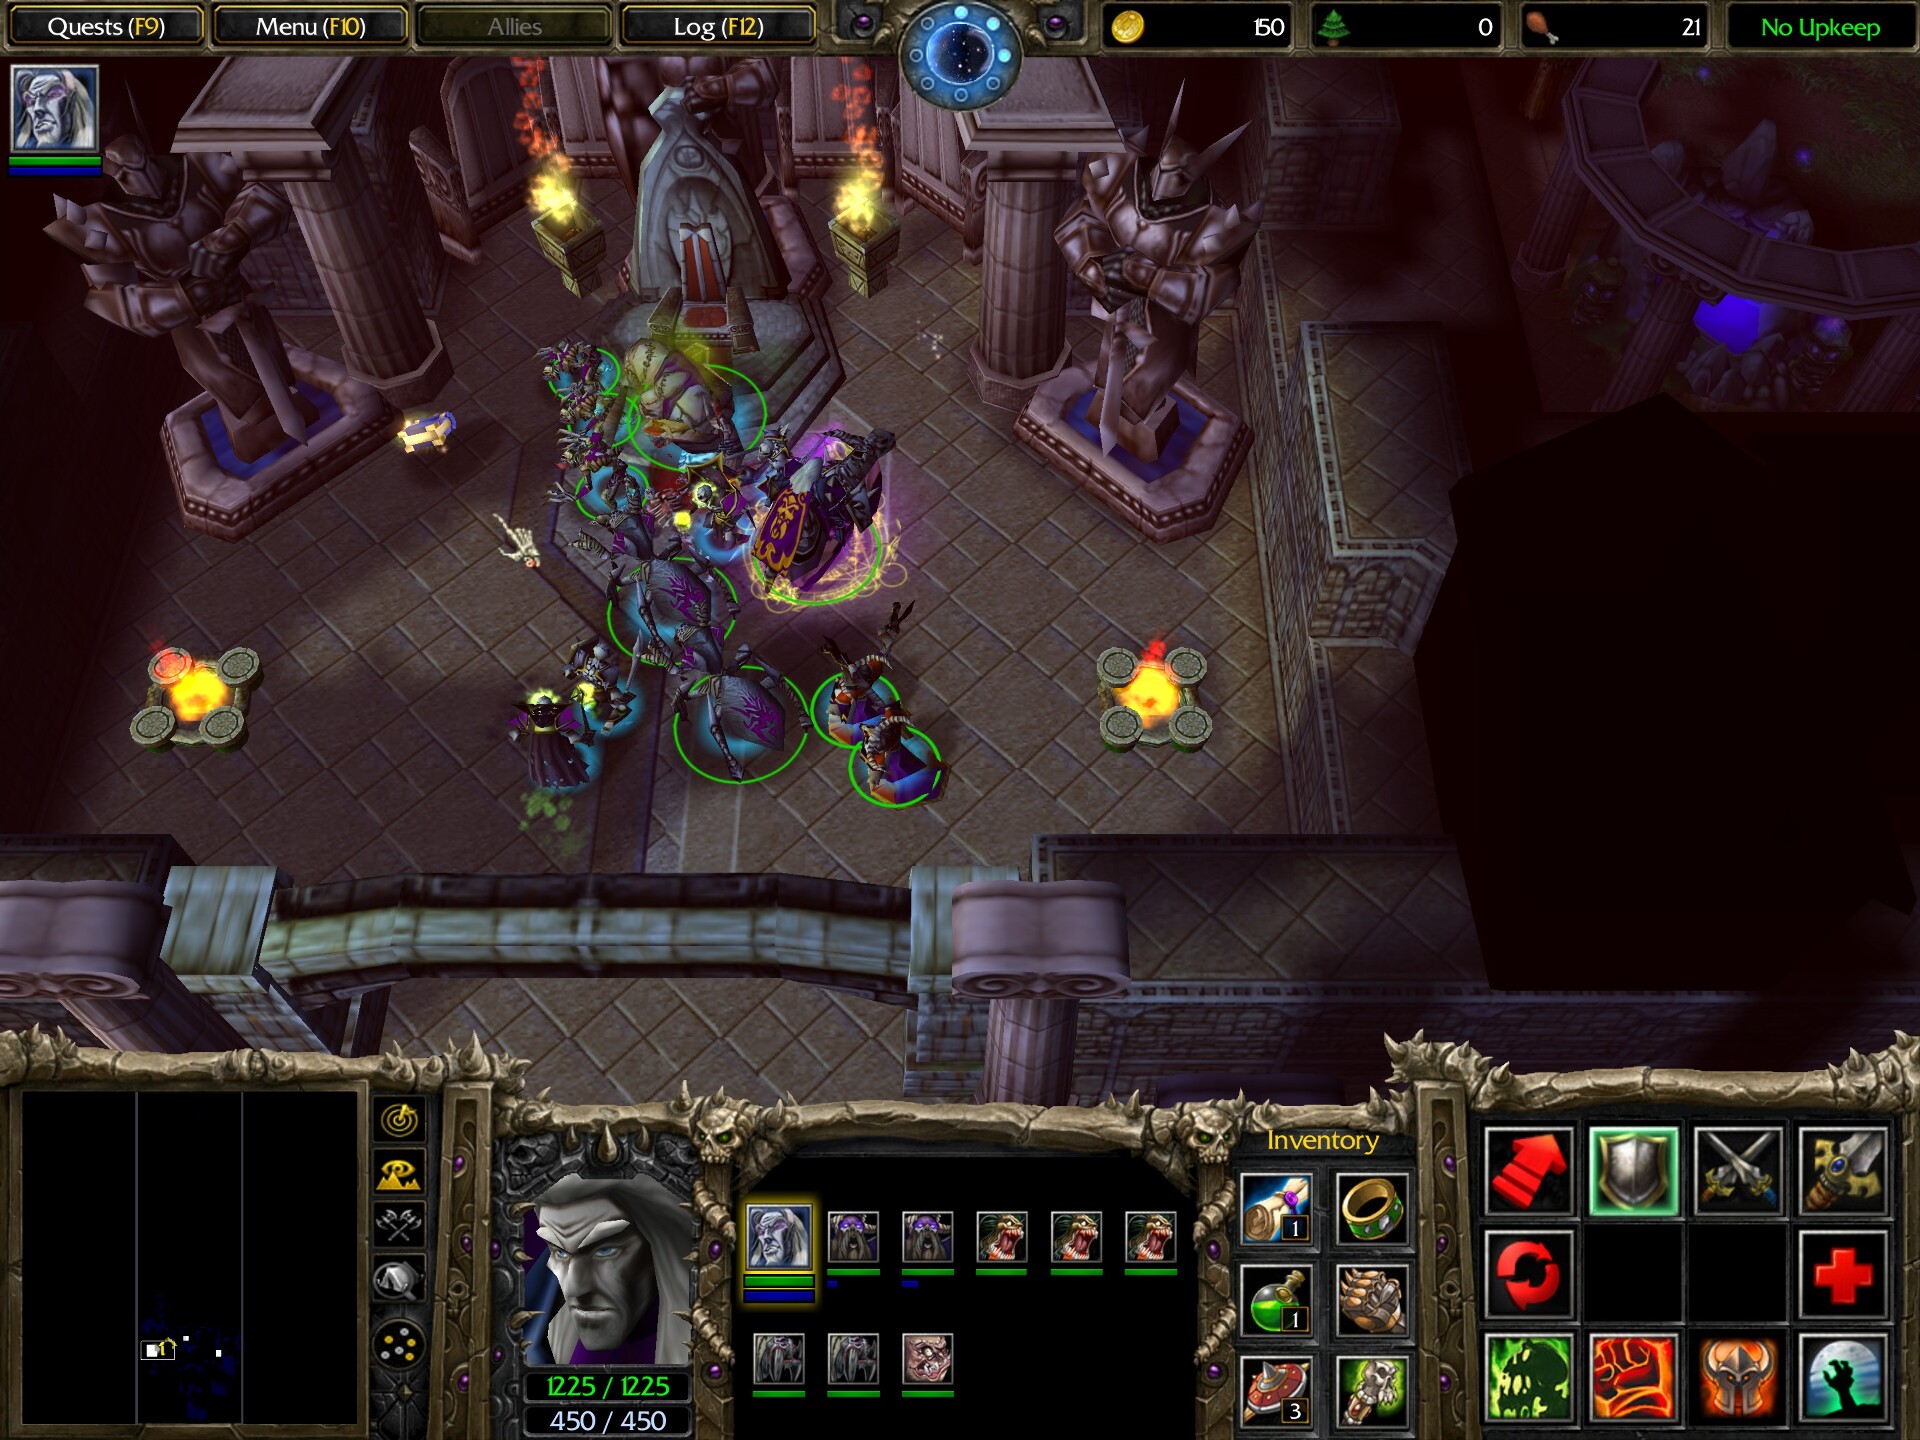 Quests (F9) Menu (F10) Allies Log (F12) 150 0 21 No Upkeep
Inventory
1
1
1225 / 1225
450 / 450
3